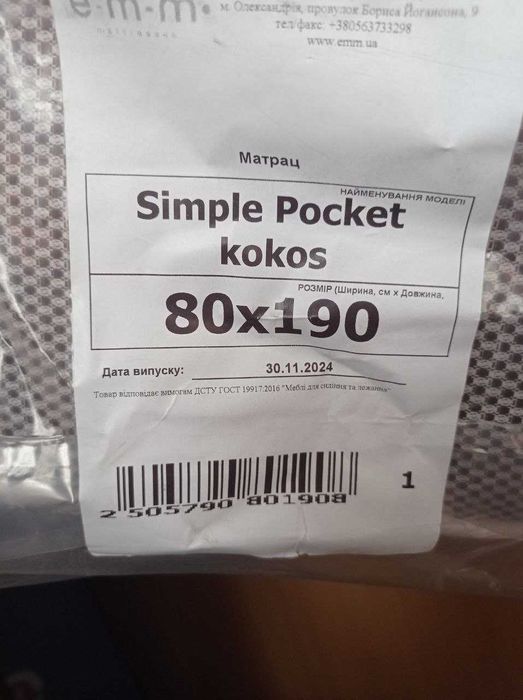 e·m·m·
м. Олександрія, провулок Бориса Йогансона, 9
тел/факс: +380563733298
www.emm.ua
Матрац
НАЙМЕНУВАННЯ МОДЕЛІ
Simple Pocket
kokos
РОЗМІР (Ширина, см х Довжина,
80x190
Дата випуску: 30.11.2024
Товар відповідає вимогам ДСТУ ГОСТ 19917:2016 "Меблі для сидіння та лежання"
2 505790 801908
1